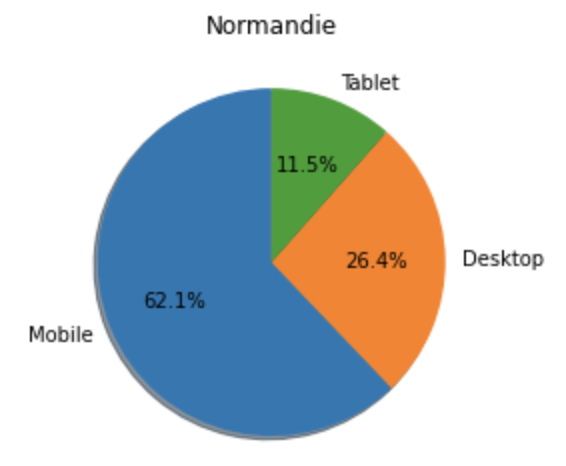 Normandie
Tablet
11.5%
26.4%
Desktop
62.1%
Mobile